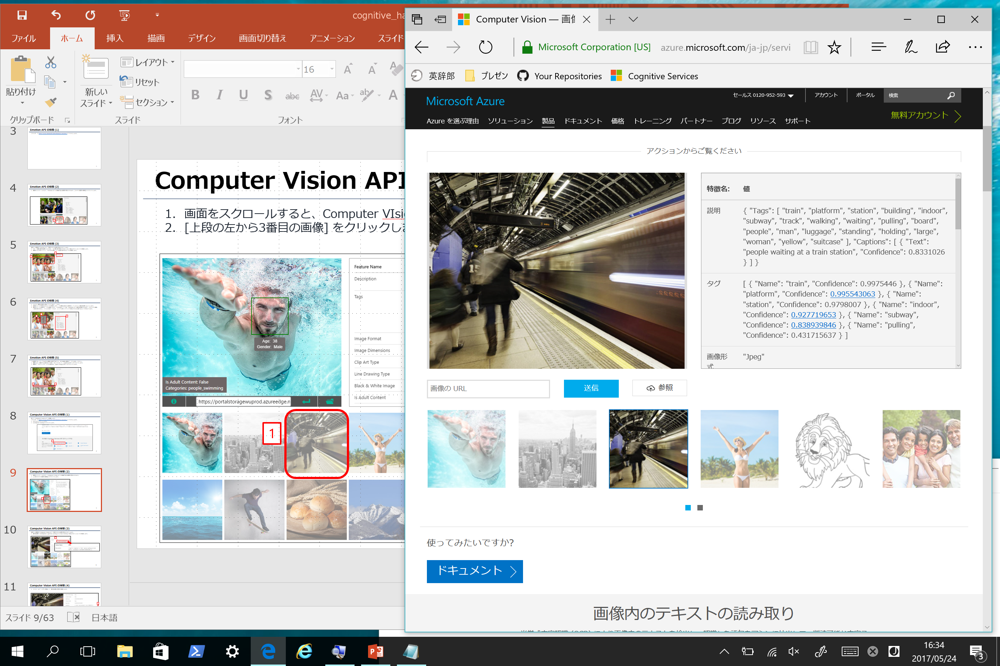 cognitive_ha
ファイル
ホーム
挿入
描画
デザイン
画面切り替え
アニメーション
スライド
貼り付け
新しい
スライド
レイアウト
リセット
セクション
16
クリップボード
スライド
フォント
3
Emotion API の体験 (1)
4
Emotion API の体験 (2)
5
Emotion API の体験 (3)
6
Emotion API の体験 (4)
7
Emotion API の体験 (5)
8
Computer Vision API の体験 (1)
9
Computer Vision API の体験 (2)
10
Computer Vision API の体験 (3)
11
Computer Vision API の体験 (4)
Computer Vision API
1. 画面をスクロールすると、Computer VIsi
2. [上段の左から3番目の画像] をクリックしま
Feature Name
Description
Tags
Image Format
Image Dimensions
Clip Art Type
Line Drawing Type
Black & White Image
Is Adult Content
Age: 38
Gender: Male
Is Adult Content: False
Categories: people_swimming
https://portalstoragewuprod.azureedge.n
1
スライド 9/63
日本語
Computer Vision — 画像
Microsoft Corporation [US]
azure.microsoft.com/ja-jp/servi
英辞郎
プレゼン
Your Repositories
Cognitive Services
Microsoft Azure
セールス 0120-952-593
アカウント
ポータル
検索
Azure を選ぶ理由
ソリューション
製品
ドキュメント
価格
トレーニング
パートナー
ブログ
リソース
サポート
無料アカウント
アクションからご覧ください
特徴名: 値
説明
{ "Tags": [ "train", "platform", "station", "building", "indoor",
"subway", "track", "walking", "waiting", "pulling", "board",
"people", "man", "luggage", "standing", "holding", "large",
"woman", "yellow", "suitcase" ], "Captions": [ { "Text":
"people waiting at a train station", "Confidence": 0.8331026
} ] }
タグ
[ { "Name": "train", "Confidence": 0.9975446 }, { "Name":
"platform", "Confidence": 0.995543063 }, { "Name":
"station", "Confidence": 0.9798007 }, { "Name": "indoor",
"Confidence": 0.927719653 }, { "Name": "subway",
"Confidence": 0.838939846 }, { "Name": "pulling",
"Confidence": 0.431715637 } ]
画像形
式
"Jpeg"
画像の URL
送信
参照
使ってみたいですか?
ドキュメント
画像内のテキストの読み取り
16:34
2017/05/24
3